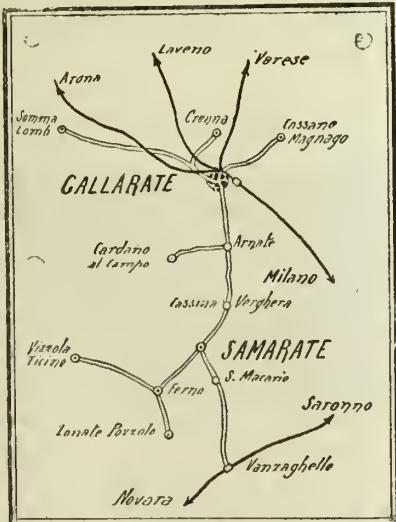 Laveno
Varese
Arona
Somma
Lomb
Crenna
Cassano
Magnago
GALLARATE
Arnate
Cardano
al Campo
Milano
Cassina
Verghera
Vizzola
Ticino
SAMARATE
Ferno
S. Macario
Saronno
Lonate Pozzolo
Vanzaghello
Novara